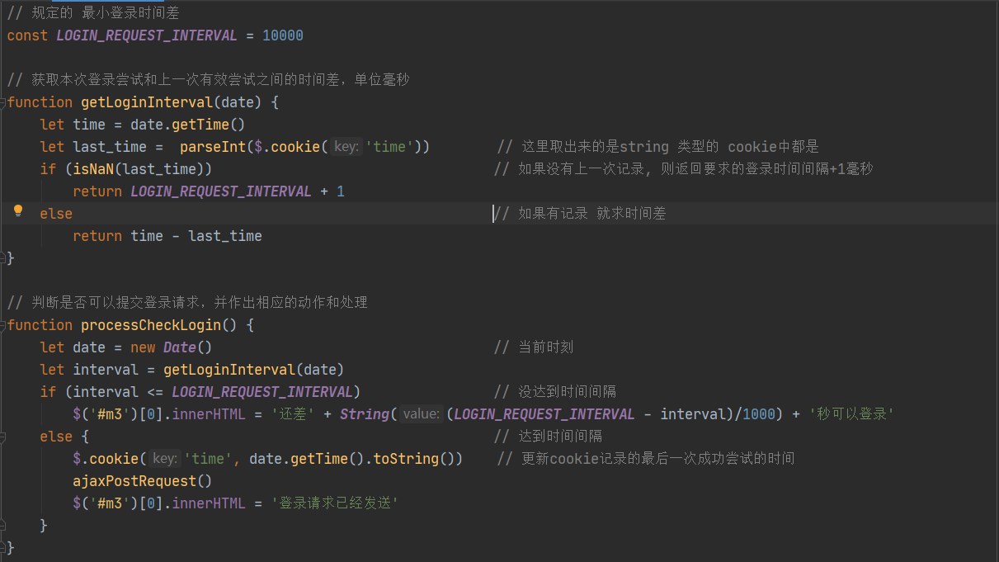 // 规定的 最小登录时间差
const LOGIN_REQUEST_INTERVAL = 10000
// 获取本次登录尝试和上一次有效尝试之间的时间差，单位毫秒
function getLoginInterval(date) {
let time = date.getTime()
let last_time =  parseInt($.cookie( key: 'time')) // 这里取出来的是string 类型的 cookie中都是
if (isNaN(last_time)) // 如果没有上一次记录, 则返回要求的登录时间间隔+1毫秒
return LOGIN_REQUEST_INTERVAL + 1
else // 如果有记录 就求时间差
return time - last_time
}
// 判断是否可以提交登录请求，并作出相应的动作和处理
function processCheckLogin() {
let date = new Date() // 当前时刻
let interval = getLoginInterval(date)
if (interval <= LOGIN_REQUEST_INTERVAL) // 没达到时间间隔
$('#m3')[0].innerHTML = '还差' + String( value: (LOGIN_REQUEST_INTERVAL - interval)/1000) + '秒可以登录'
else { // 达到时间间隔
$.cookie( key: 'time', date.getTime().toString()) // 更新cookie记录的最后一次成功尝试的时间
ajaxPostRequest()
$('#m3')[0].innerHTML = '登录请求已经发送'
}
}